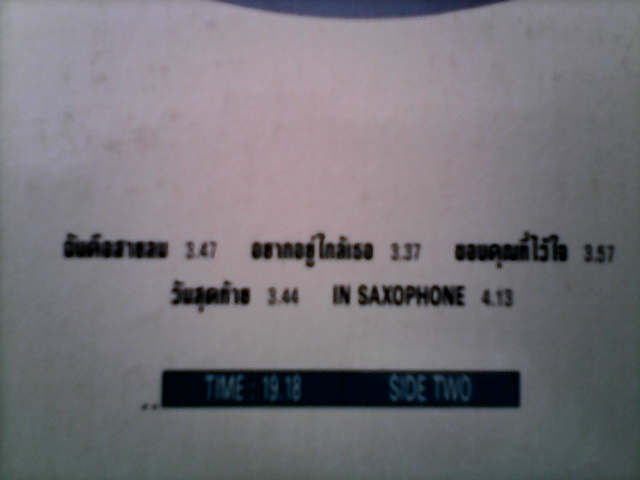 ฉันคือสายลม 3.47 อยากอยู่ใกล้เธอ 3.37 ขอบคุณที่ไว้ใจ 3.57
วันสุดท้าย 3.44 IN SAXOPHONE 4.13
TIME : 19.18 SIDE TWO